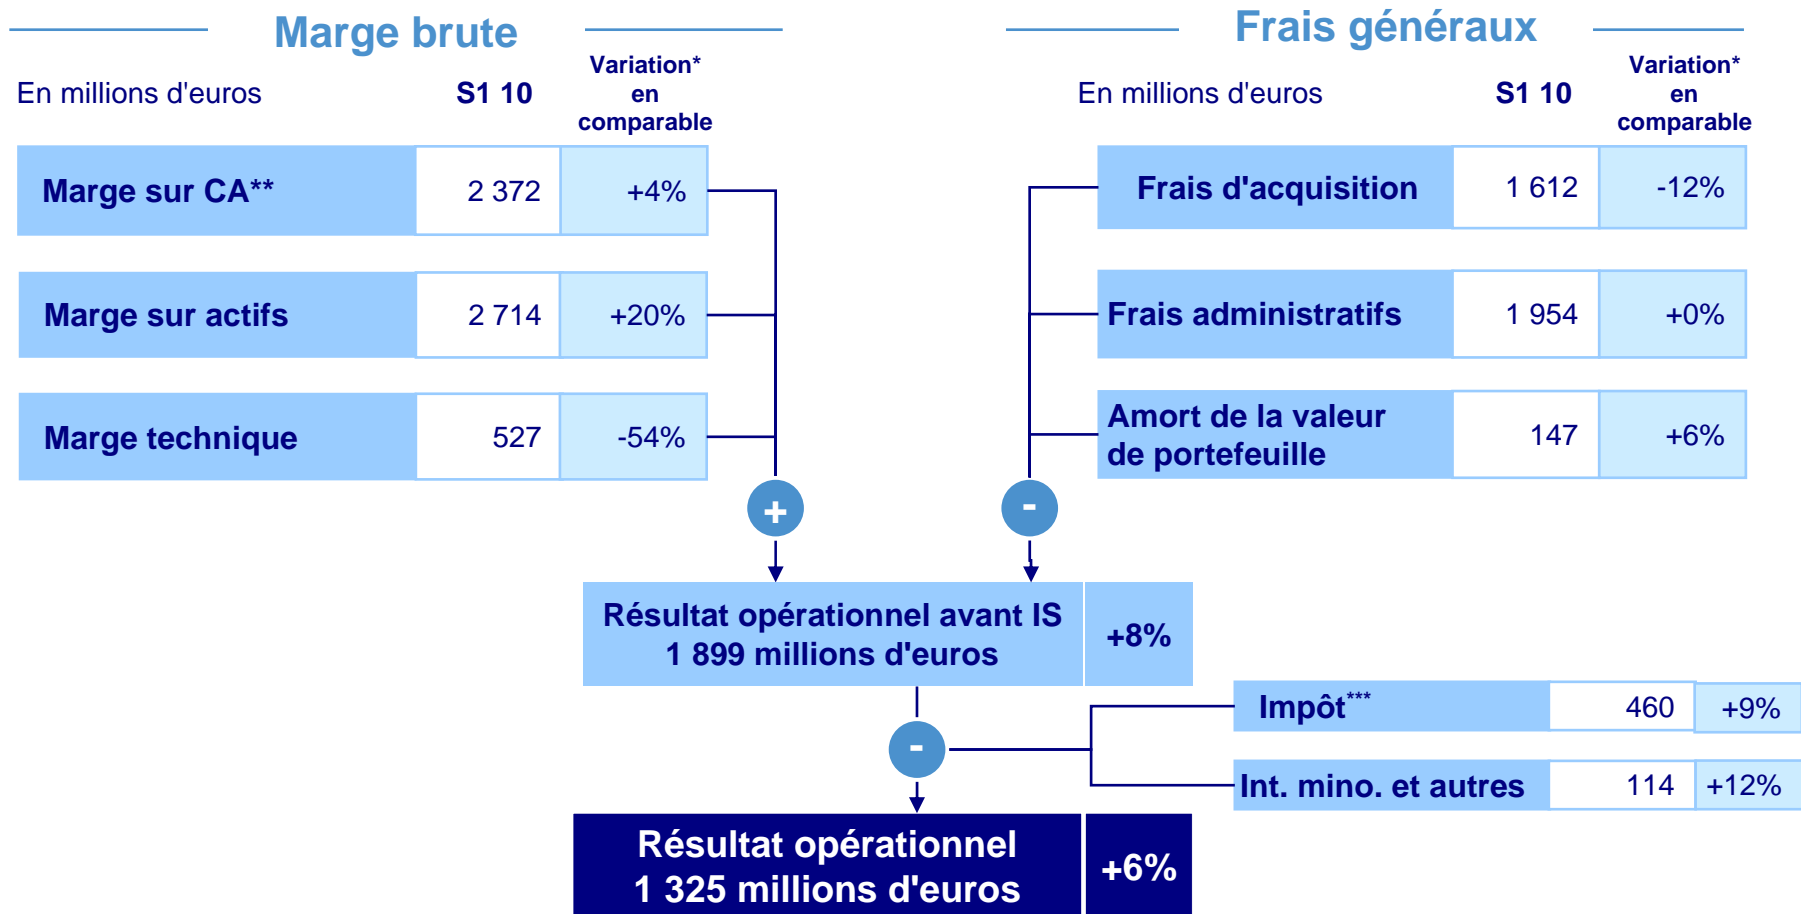 Marge brute
En millions d'euros S1 10 Variation* en comparable
Marge sur CA** 2 372 +4%
Marge sur actifs 2 714 +20%
Marge technique 527 -54%
+
Frais généraux
En millions d'euros S1 10 Variation* en comparable
Frais d'acquisition 1 612 -12%
Frais administratifs 1 954 +0%
Amort de la valeur
de portefeuille 147 +6%
-
Résultat opérationnel avant IS
1 899 millions d'euros +8%
-
Impôt*** 460 +9%
Int. mino. et autres 114 +12%
Résultat opérationnel
1 325 millions d'euros +6%